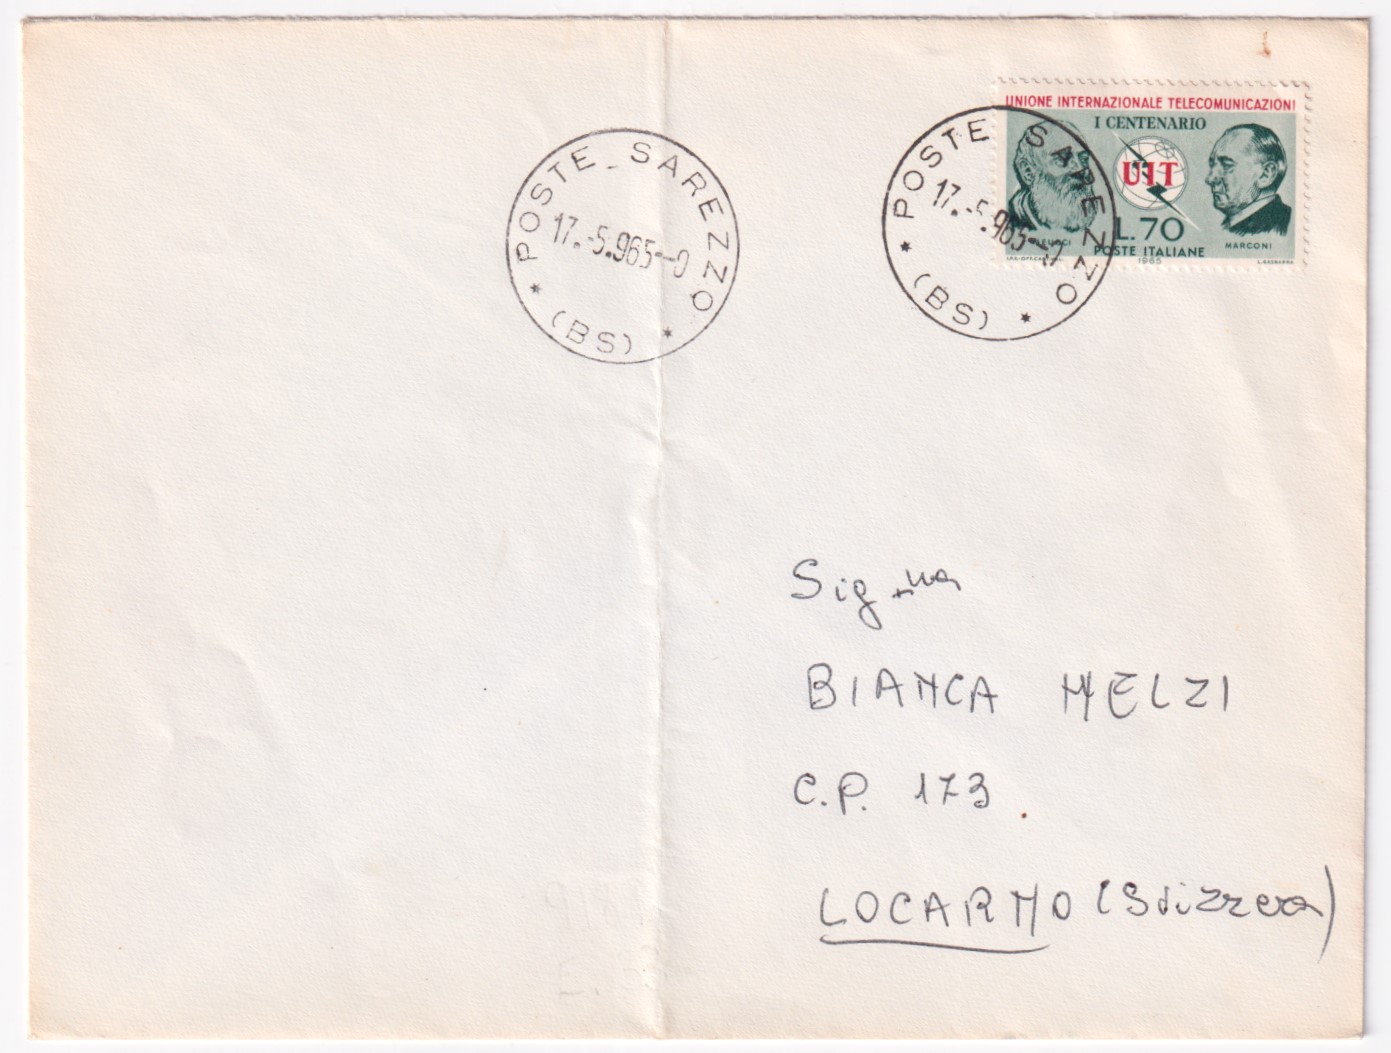 UNIONE INTERNAZIONALE TELECOMUNICAZIONI
I CENTENARIO
UIT
L.70
MARCONI
POSTE ITALIANE
1965
POSTE SAREZZO
17.-5.965--0
* (BS) *
POSTE SAREZZO
17.-5.965
* (BS) *
Sig.na
BIANCA MELZI
C.P. 173
LOCARNO (Svizzera)